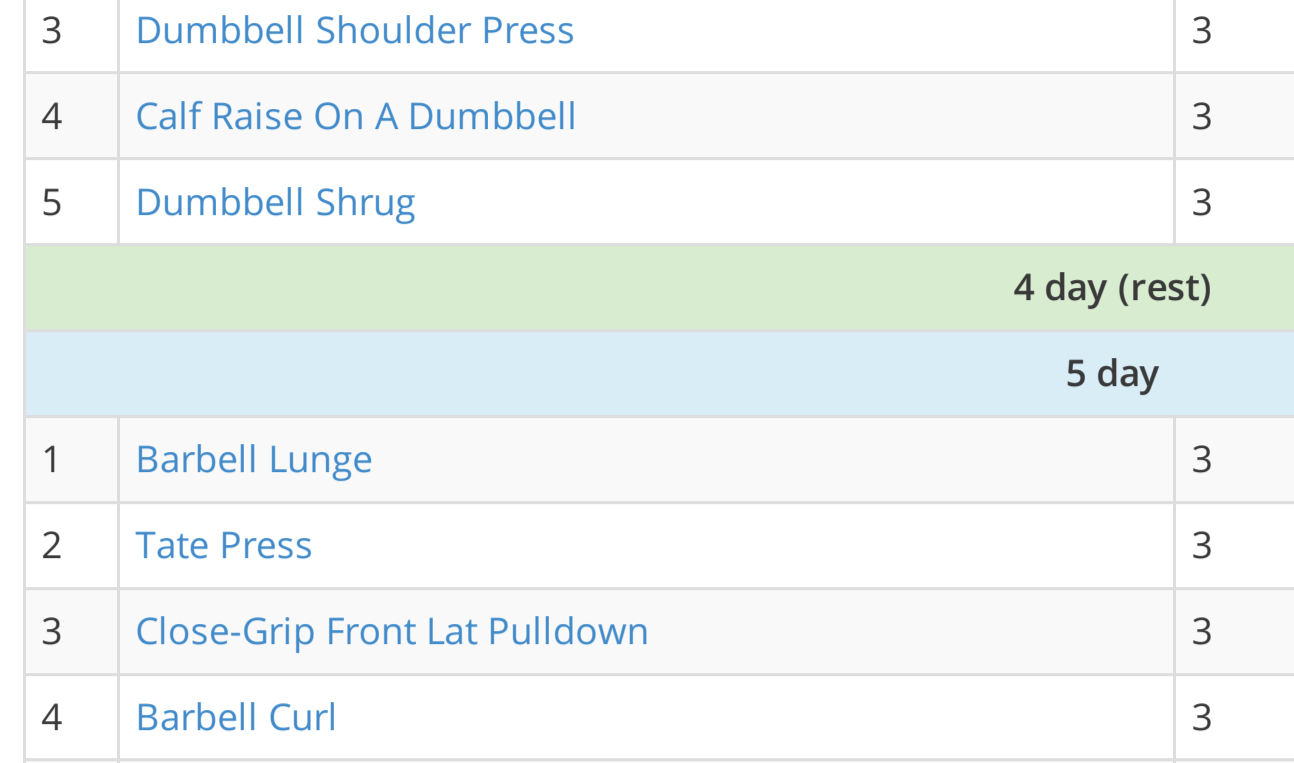 3 Dumbbell Shoulder Press 3
4 Calf Raise On A Dumbbell 3
5 Dumbbell Shrug 3
4 day (rest)
5 day
1 Barbell Lunge 3
2 Tate Press 3
3 Close-Grip Front Lat Pulldown 3
4 Barbell Curl 3